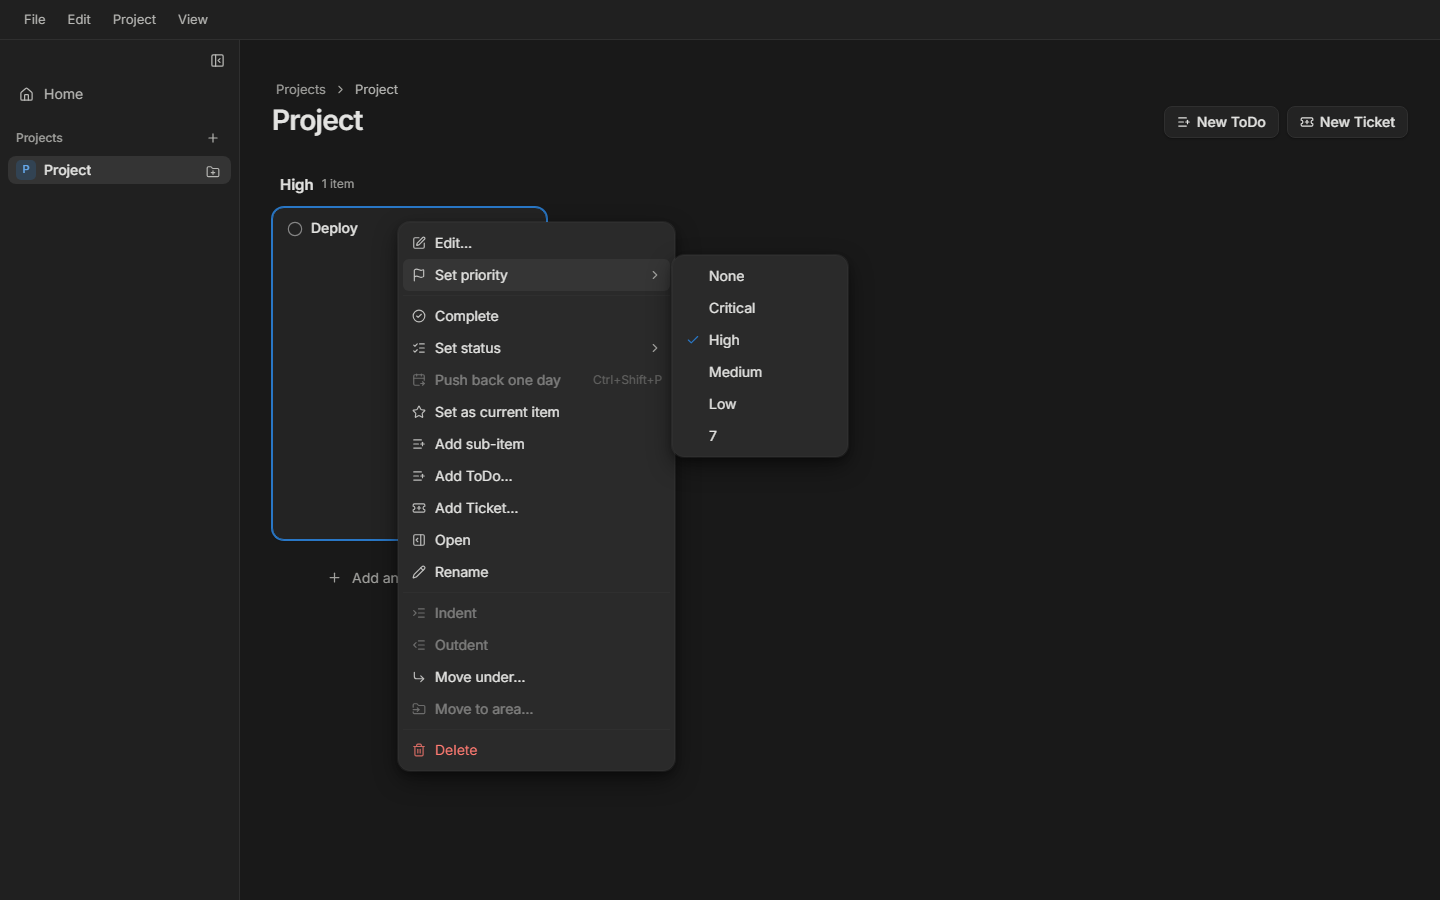 File Edit Project View
Home
Projects
P Project
Projects > Project
Project
New ToDo New Ticket
High 1 item
Deploy
Edit...
Set priority
Complete
Set status
Push back one day Ctrl+Shift+P
Set as current item
Add sub-item
Add ToDo...
Add Ticket...
Open
Rename
Indent
Outdent
Move under...
Move to area...
Delete
None
Critical
High
Medium
Low
7
Add an